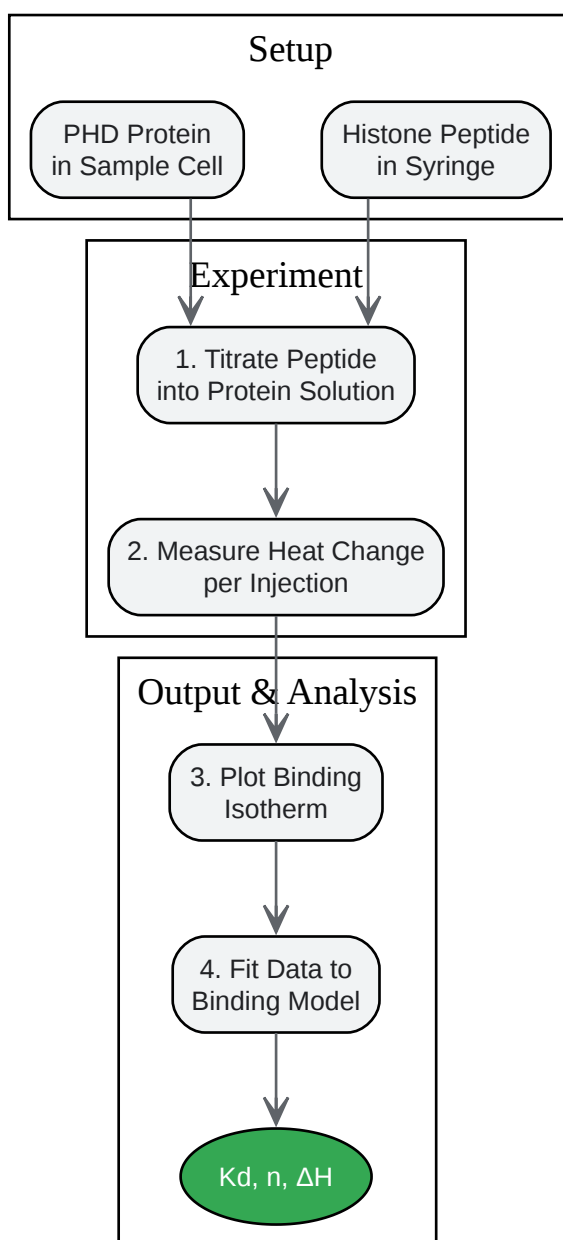 Setup
PHD Protein
in Sample Cell
Histone Peptide
in Syringe
Experiment
1. Titrate Peptide
into Protein Solution
2. Measure Heat Change
per Injection
Output & Analysis
3. Plot Binding
Isotherm
4. Fit Data to
Binding Model
Kd, n, ΔH